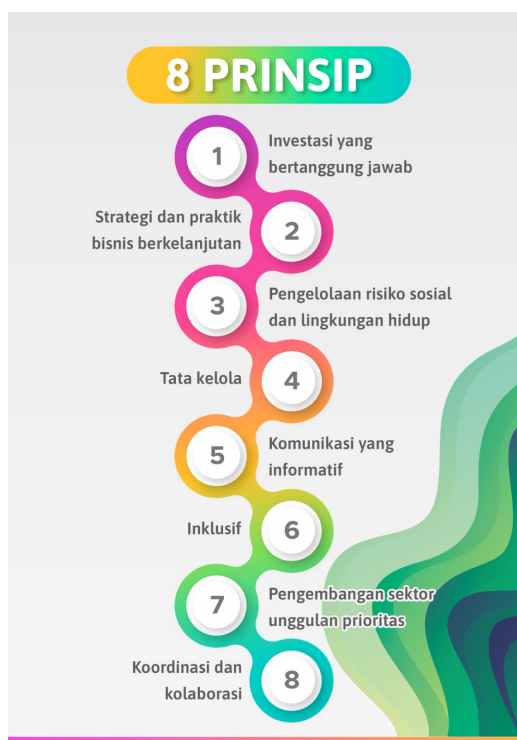 8 PRINSIP
1
Investasi yang
bertanggung jawab
Strategi dan praktik
bisnis berkelanjutan
2
3
Pengelolaan risiko sosial
dan lingkungan hidup
Tata kelola
4
5
Komunikasi yang
informatif
Inklusif
6
7
Pengembangan sektor
unggulan prioritas
Koordinasi dan
kolaborasi
8